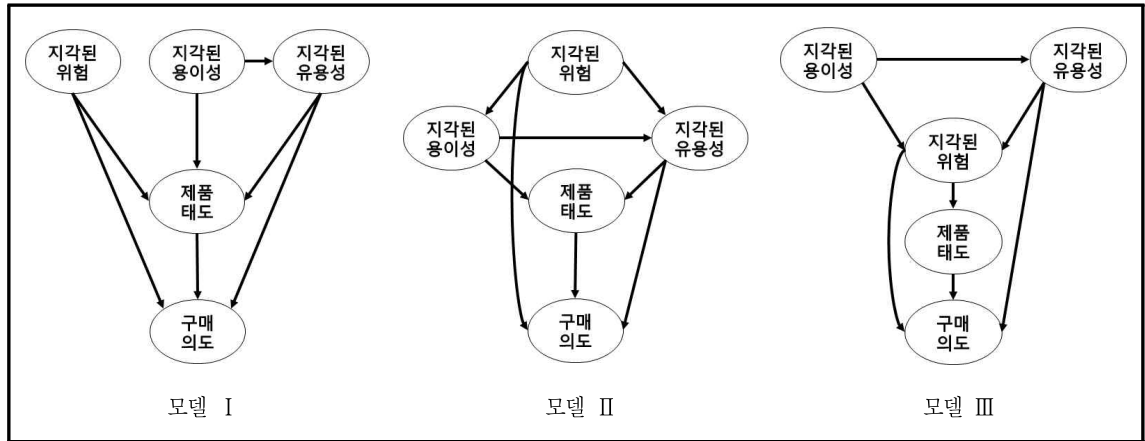 지각된
위험
지각된
용이성
지각된
유용성
제품
태도
구매
의도
모델 Ⅰ
지각된
위험
지각된
용이성
지각된
유용성
제품
태도
구매
의도
모델 Ⅱ
지각된
용이성
지각된
유용성
지각된
위험
제품
태도
구매
의도
모델 Ⅲ